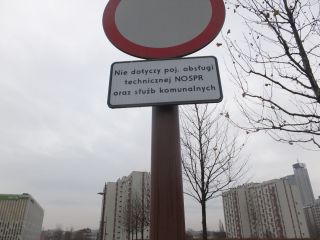 Nie dotyczy poj. obsługi
technicznej NOSPR
oraz służb komunalnych